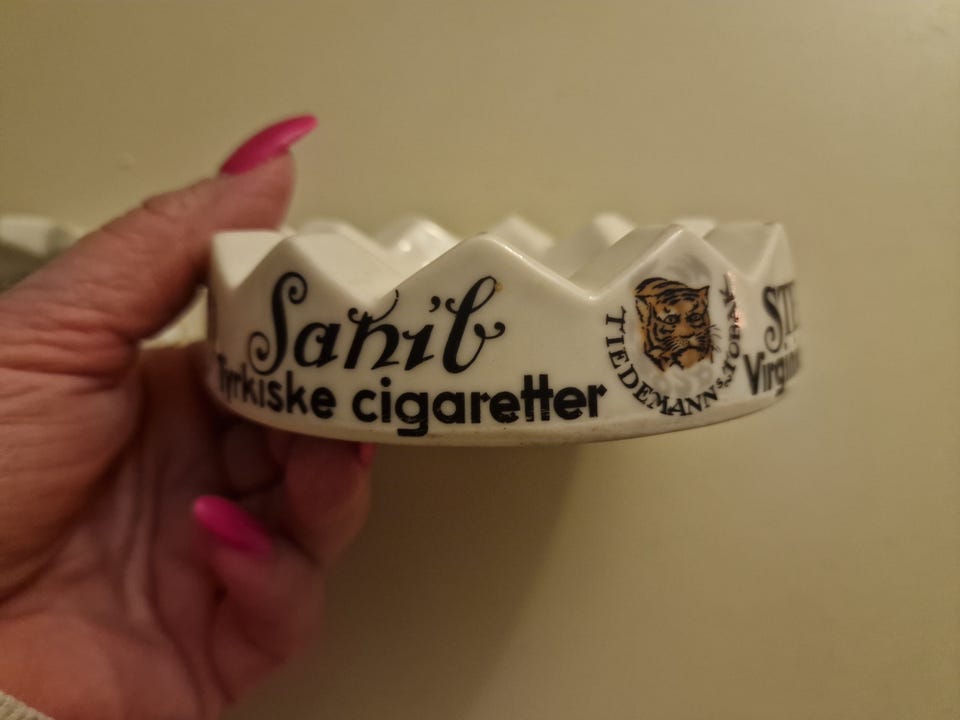 Sahib
Tyrkiske cigaretter
TIEDEMANNS TOBAK